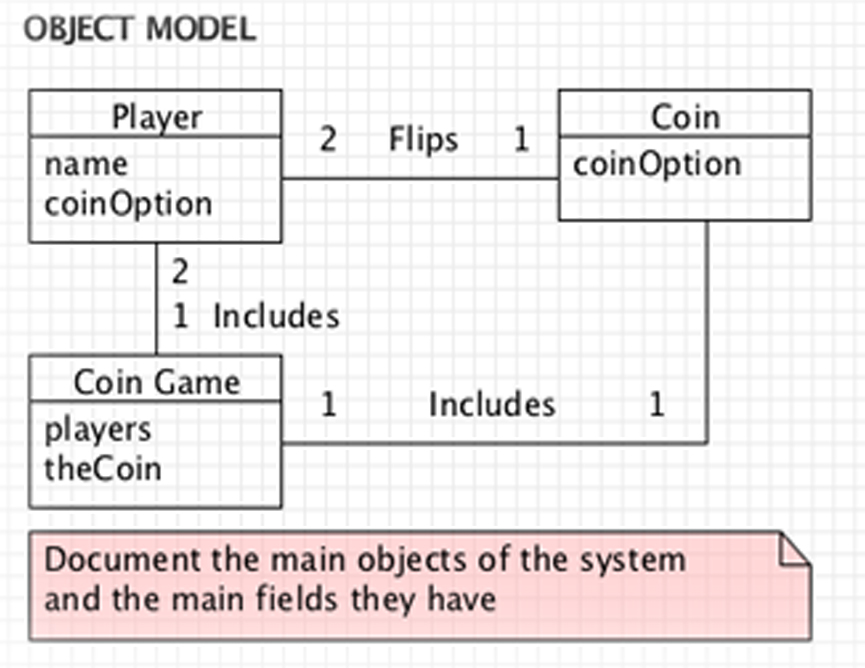 OBJECT MODEL
Player
name
coinOption
2 Flips 1
Coin
coinOption
2
1 Includes
Coin Game
players
theCoin
1 Includes 1
Document the main objects of the system
and the main fields they have